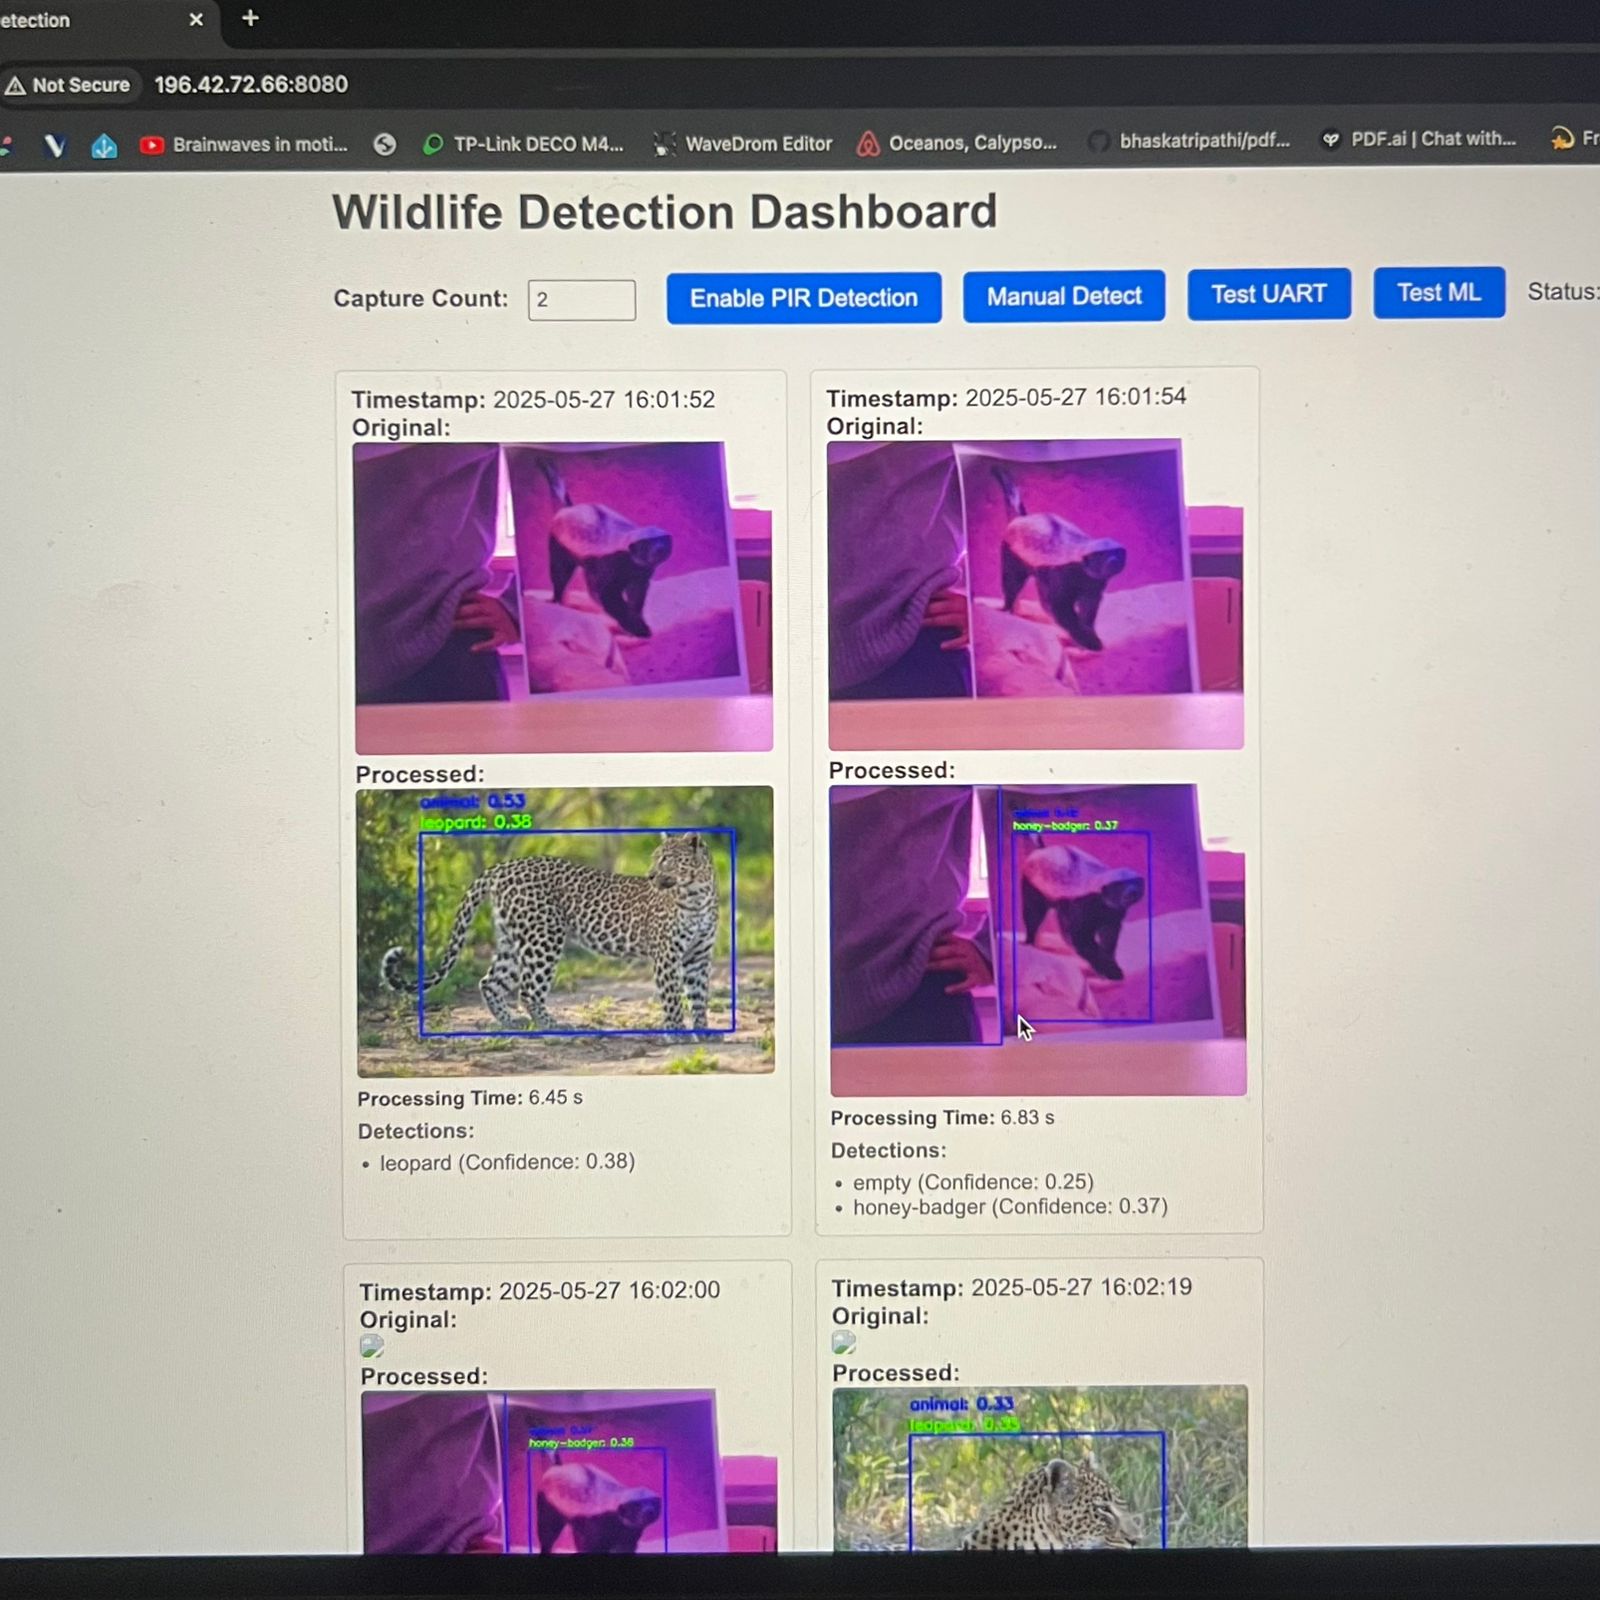 etection
Not Secure 196.42.72.66:8080
Brainwaves in moti... TP-Link DECO M4... WaveDrom Editor Oceanos, Calypso... bhaskatripathi/pdf... PDF.ai | Chat with... Fr
Wildlife Detection Dashboard
Capture Count: 2 Enable PIR Detection Manual Detect Test UART Test ML Status:
Timestamp: 2025-05-27 16:01:52
Original:
Processed:
animal: 0.53
leopard: 0.38
Processing Time: 6.45 s
Detections:
• leopard (Confidence: 0.38)
Timestamp: 2025-05-27 16:01:54
Original:
Processed:
honey-badger: 0.37
Processing Time: 6.83 s
Detections:
• empty (Confidence: 0.25)
• honey-badger (Confidence: 0.37)
Timestamp: 2025-05-27 16:02:00
Original:
Processed:
honey-badger: 0.36
Timestamp: 2025-05-27 16:02:19
Original:
Processed:
animal: 0.33
leopard: